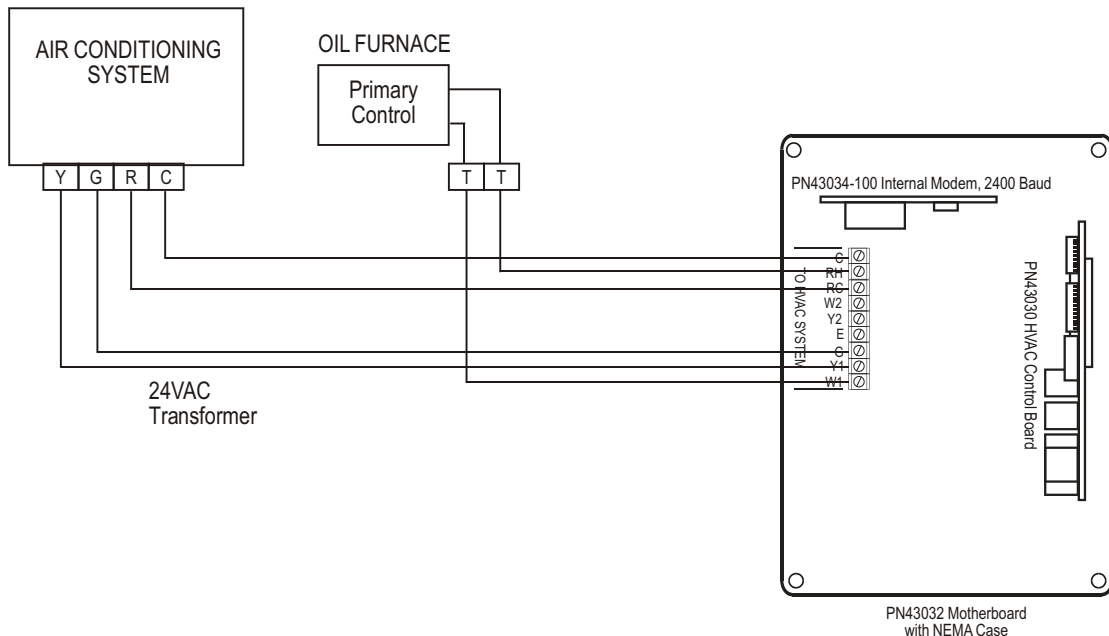 AIR CONDITIONING
SYSTEM
Y G R C
OIL FURNACE
Primary
Control
T T
24VAC
Transformer
PN43034-100 Internal Modem, 2400 Baud
TO HVAC SYSTEM
C
RH
RC
W2
Y2
E
G
Y1
W1
PN43030 HVAC Control Board
PN43032 Motherboard
with NEMA Case